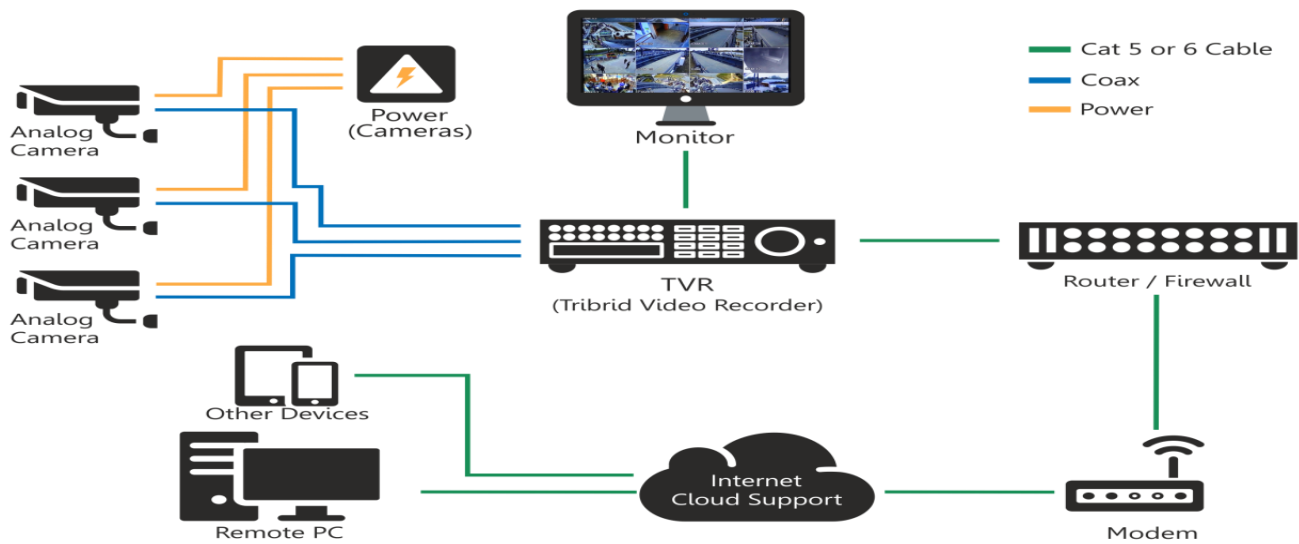 Analog
Camera
Power
(Cameras)
Monitor
Cat 5 or 6 Cable
Coax
Power
Analog
Camera
Analog
Camera
TVR
(Tribrid Video Recorder)
Router / Firewall
Other Devices
Remote PC
Internet
Cloud Support
Modem